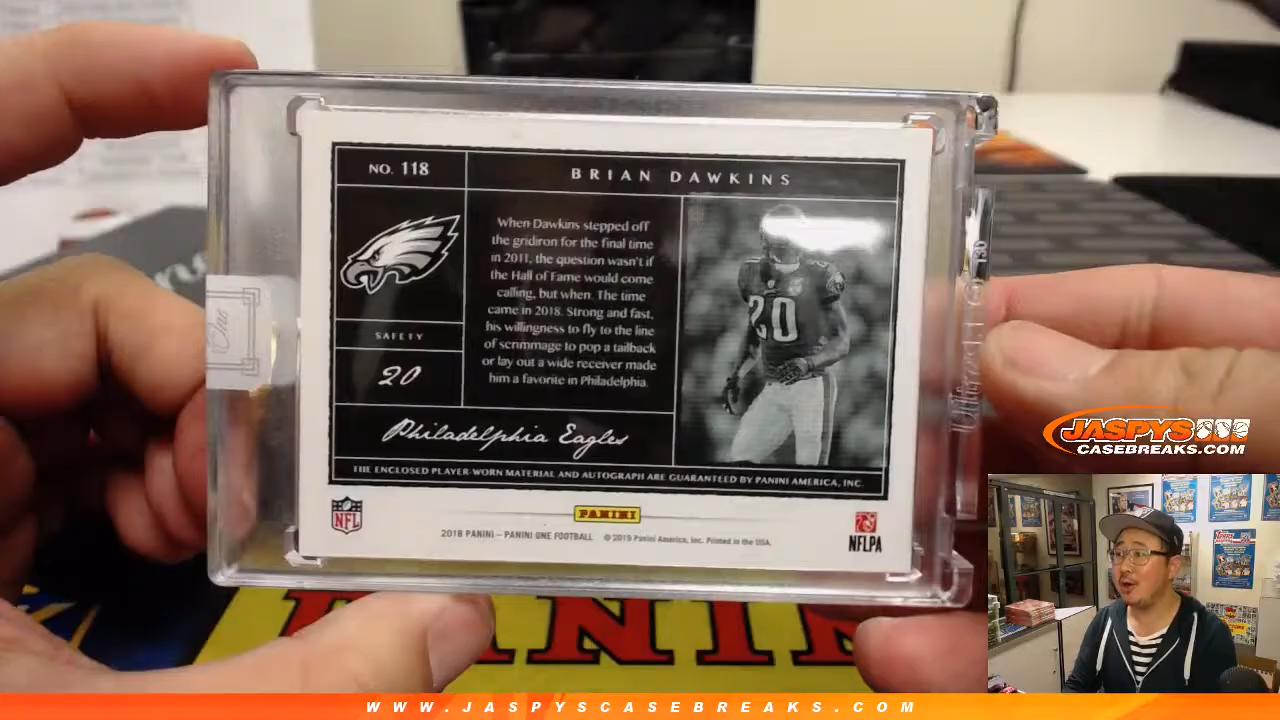 NO. 118
BRIAN DAWKINS
When Dawkins stepped off
the gridiron for the final time
in 2011, the question wasn't if
the Hall of Fame would come
calling, but when. The time
came in 2018. Strong and fast,
his willingness to fly to the line
of scrimmage to pop a tailback
or lay out a wide receiver made
him a favorite in Philadelphia.
SAFETY
20
20
Philadelphia Eagles
THE ENCLOSED PLAYER-WORN MATERIAL AND AUTOGRAPH ARE GUARANTEED BY PANINI AMERICA, INC.
NFL
PANINI
NFLPA
2018 PANINI – PANINI ONE FOOTBALL © 2019 Panini America, Inc. Printed in the USA.
One
PANINI
JASPYS
CASEBREAKS.COM
WWW.JASPYSCASEBREAKS.COM